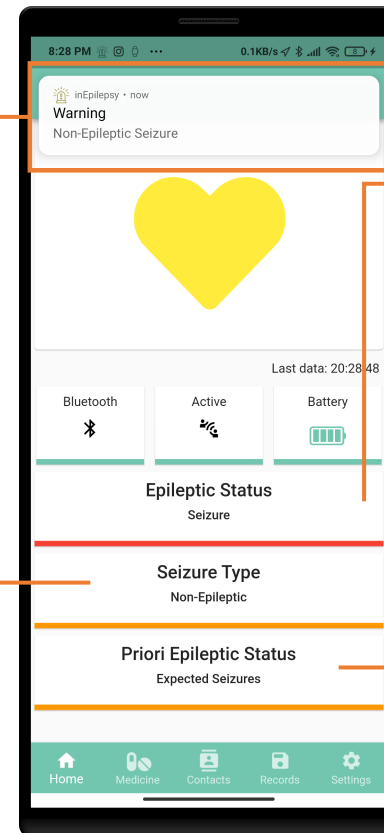 8:28 PM ... 0.1KB/s 8
inEpilepsy • now
Warning
Non-Epileptic Seizure
Last data: 20:28:48
Bluetooth Active Battery
Epileptic Status
Seizure
Seizure Type
Non-Epileptic
Priori Epileptic Status
Expected Seizures
Home Medicine Contacts Records Settings